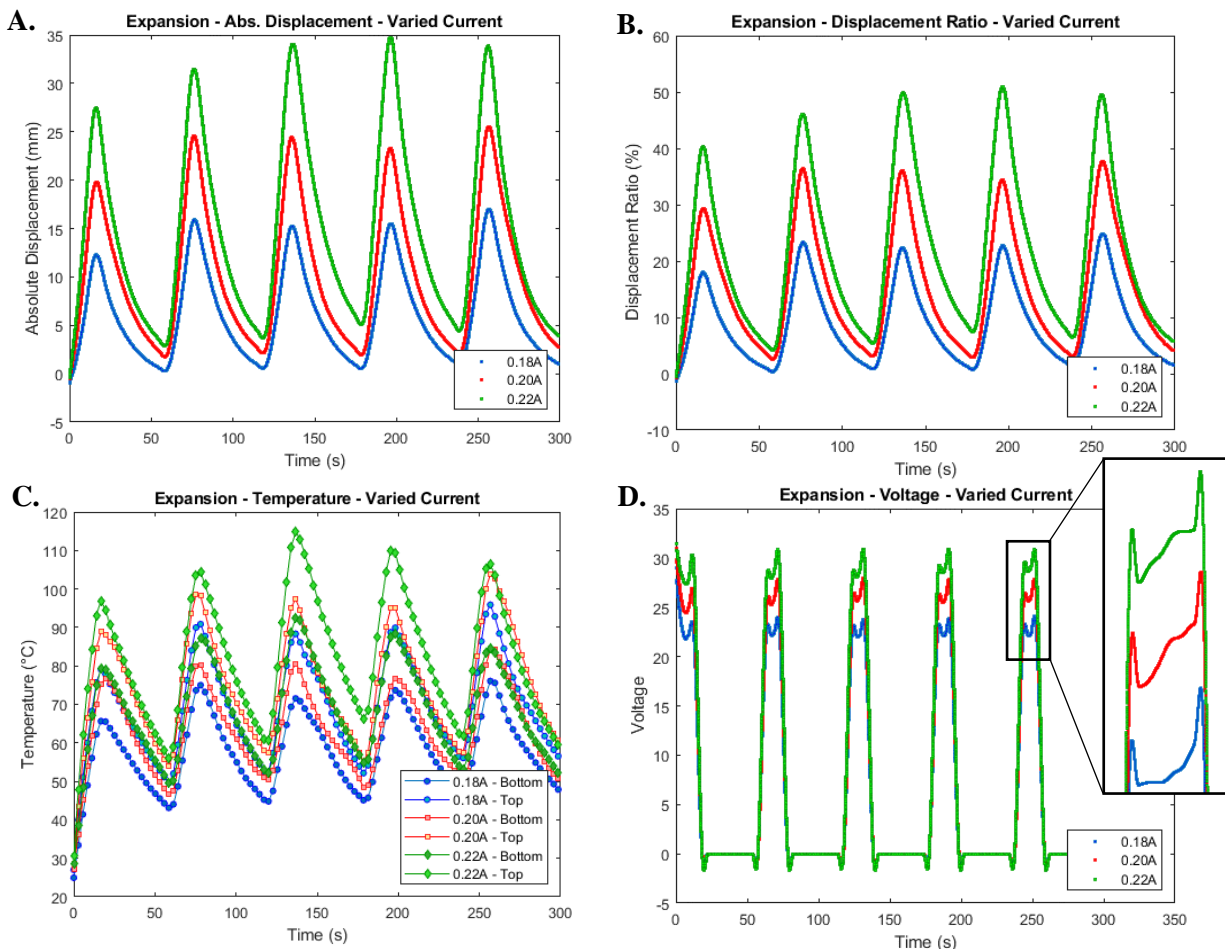 A.
Expansion - Abs. Displacement - Varied Current
35
30
25
20
15
10
5
0
-5
Absolute Displacement (mm)
0 50 100 150 200 250 300
Time (s)
0.18A
0.20A
0.22A
B.
Expansion - Displacement Ratio - Varied Current
60
50
40
30
20
10
0
-10
Displacement Ratio (%)
0 50 100 150 200 250 300
Time (s)
0.18A
0.20A
0.22A
C.
Expansion - Temperature - Varied Current
120
110
100
90
80
70
60
50
40
30
20
Temperature (°C)
0 50 100 150 200 250 300
Time (s)
0.18A - Bottom
0.18A - Top
0.20A - Bottom
0.20A - Top
0.22A - Bottom
0.22A - Top
D.
Expansion - Voltage - Varied Current
35
30
25
20
15
10
5
0
-5
Voltage
0 50 100 150 200 250 300 350
Time (s)
0.18A
0.20A
0.22A